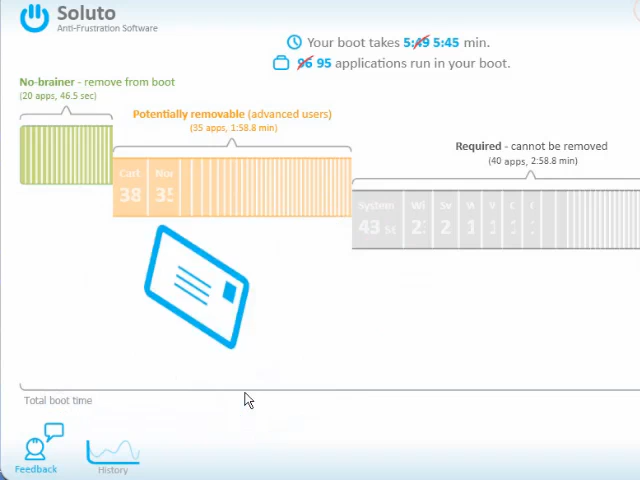 Soluto
Anti-Frustration Software
Your boot takes 5:49 5:45 min.
96 95 applications run in your boot.
No-brainer - remove from boot
(20 apps, 46.5 sec)
Potentially removable (advanced users)
(35 apps, 1:58.8 min)
Required - cannot be removed
(40 apps, 2:58.8 min)
38
System
43 Se
2
Total boot time
Feedback
History